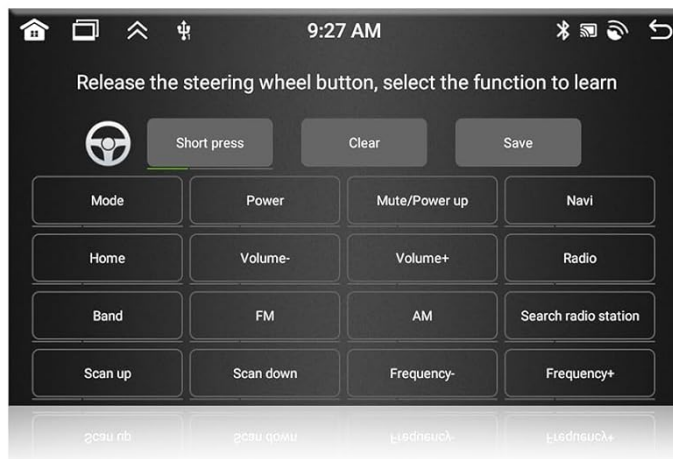 9:27 AM
Release the steering wheel button, select the function to learn
Short press Clear Save
Mode Power Mute/Power up Navi
Home Volume- Volume+ Radio
Band FM AM Search radio station
Scan up Scan down Frequency- Frequency+